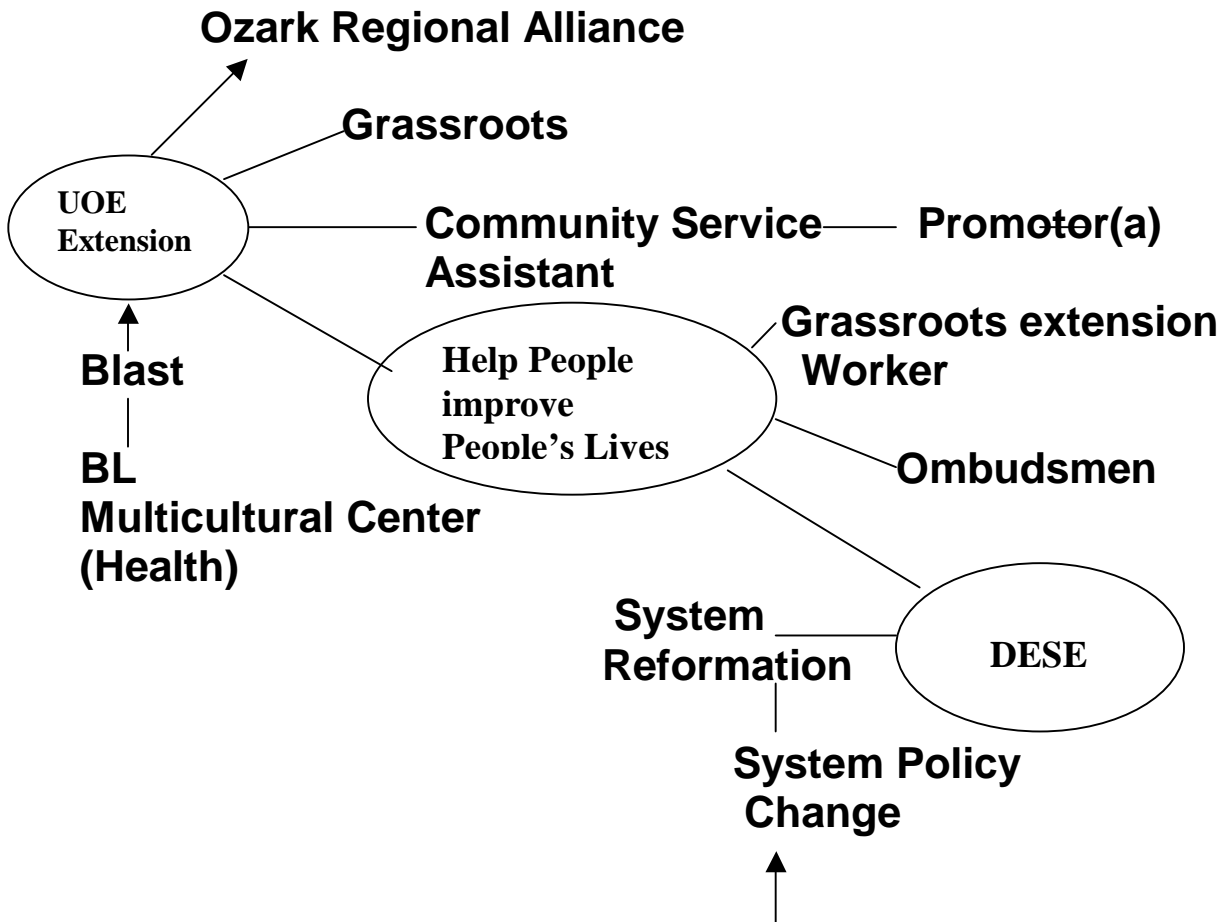 Ozark Regional Alliance
Grassroots
UOE
Extension
Community Service
Assistant
Promotor(a)
Help People
improve
People’s Lives
Grassroots extension
Worker
Ombudsmen
Blast
BL
Multicultural Center
(Health)
System
Reformation
DESE
System Policy
Change